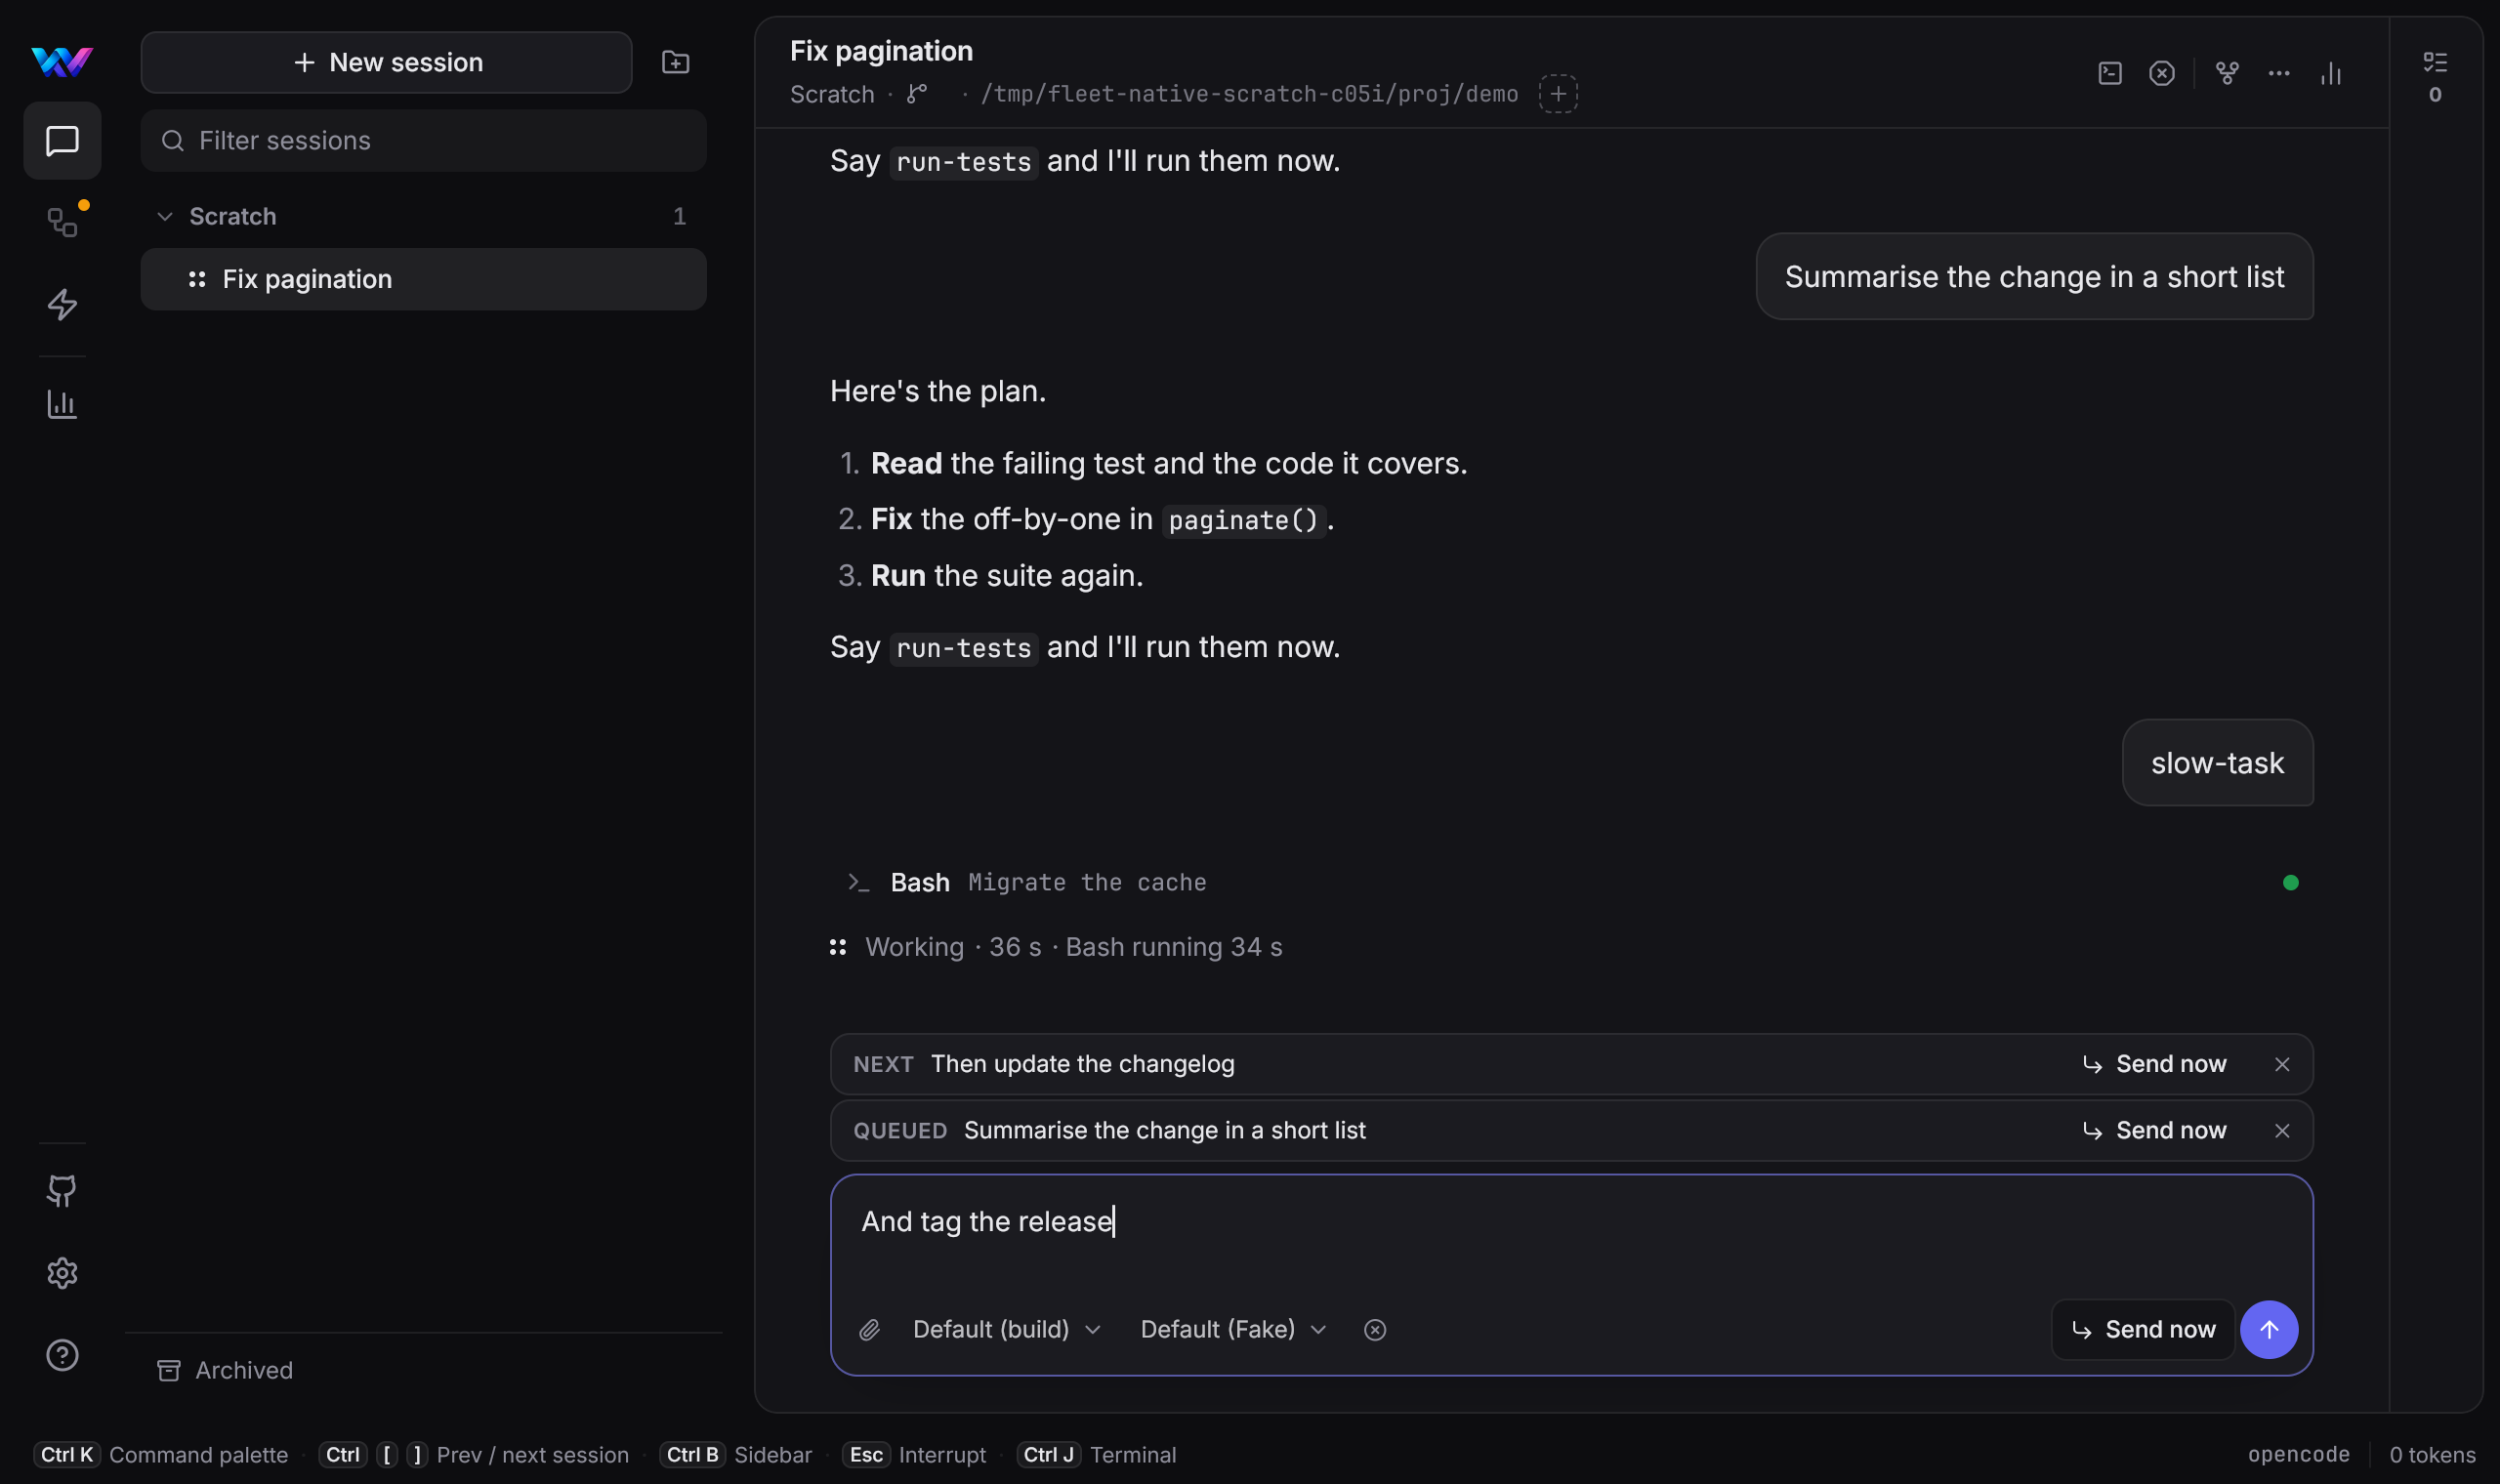 New session
Filter sessions
Scratch 1
Fix pagination
Archived
Fix pagination
Scratch · · /tmp/fleet-native-scratch-c05i/proj/demo
0
Say run-tests and I'll run them now.
Summarise the change in a short list
Here's the plan.
1. Read the failing test and the code it covers.
2. Fix the off-by-one in paginate().
3. Run the suite again.
Say run-tests and I'll run them now.
slow-task
Bash Migrate the cache
Working · 36 s · Bash running 34 s
NEXT Then update the changelog Send now
QUEUED Summarise the change in a short list Send now
And tag the release
Default (build) Default (Fake) Send now
Ctrl K Command palette · Ctrl [ ] Prev / next session · Ctrl B Sidebar · Esc Interrupt · Ctrl J Terminal
opencode 0 tokens